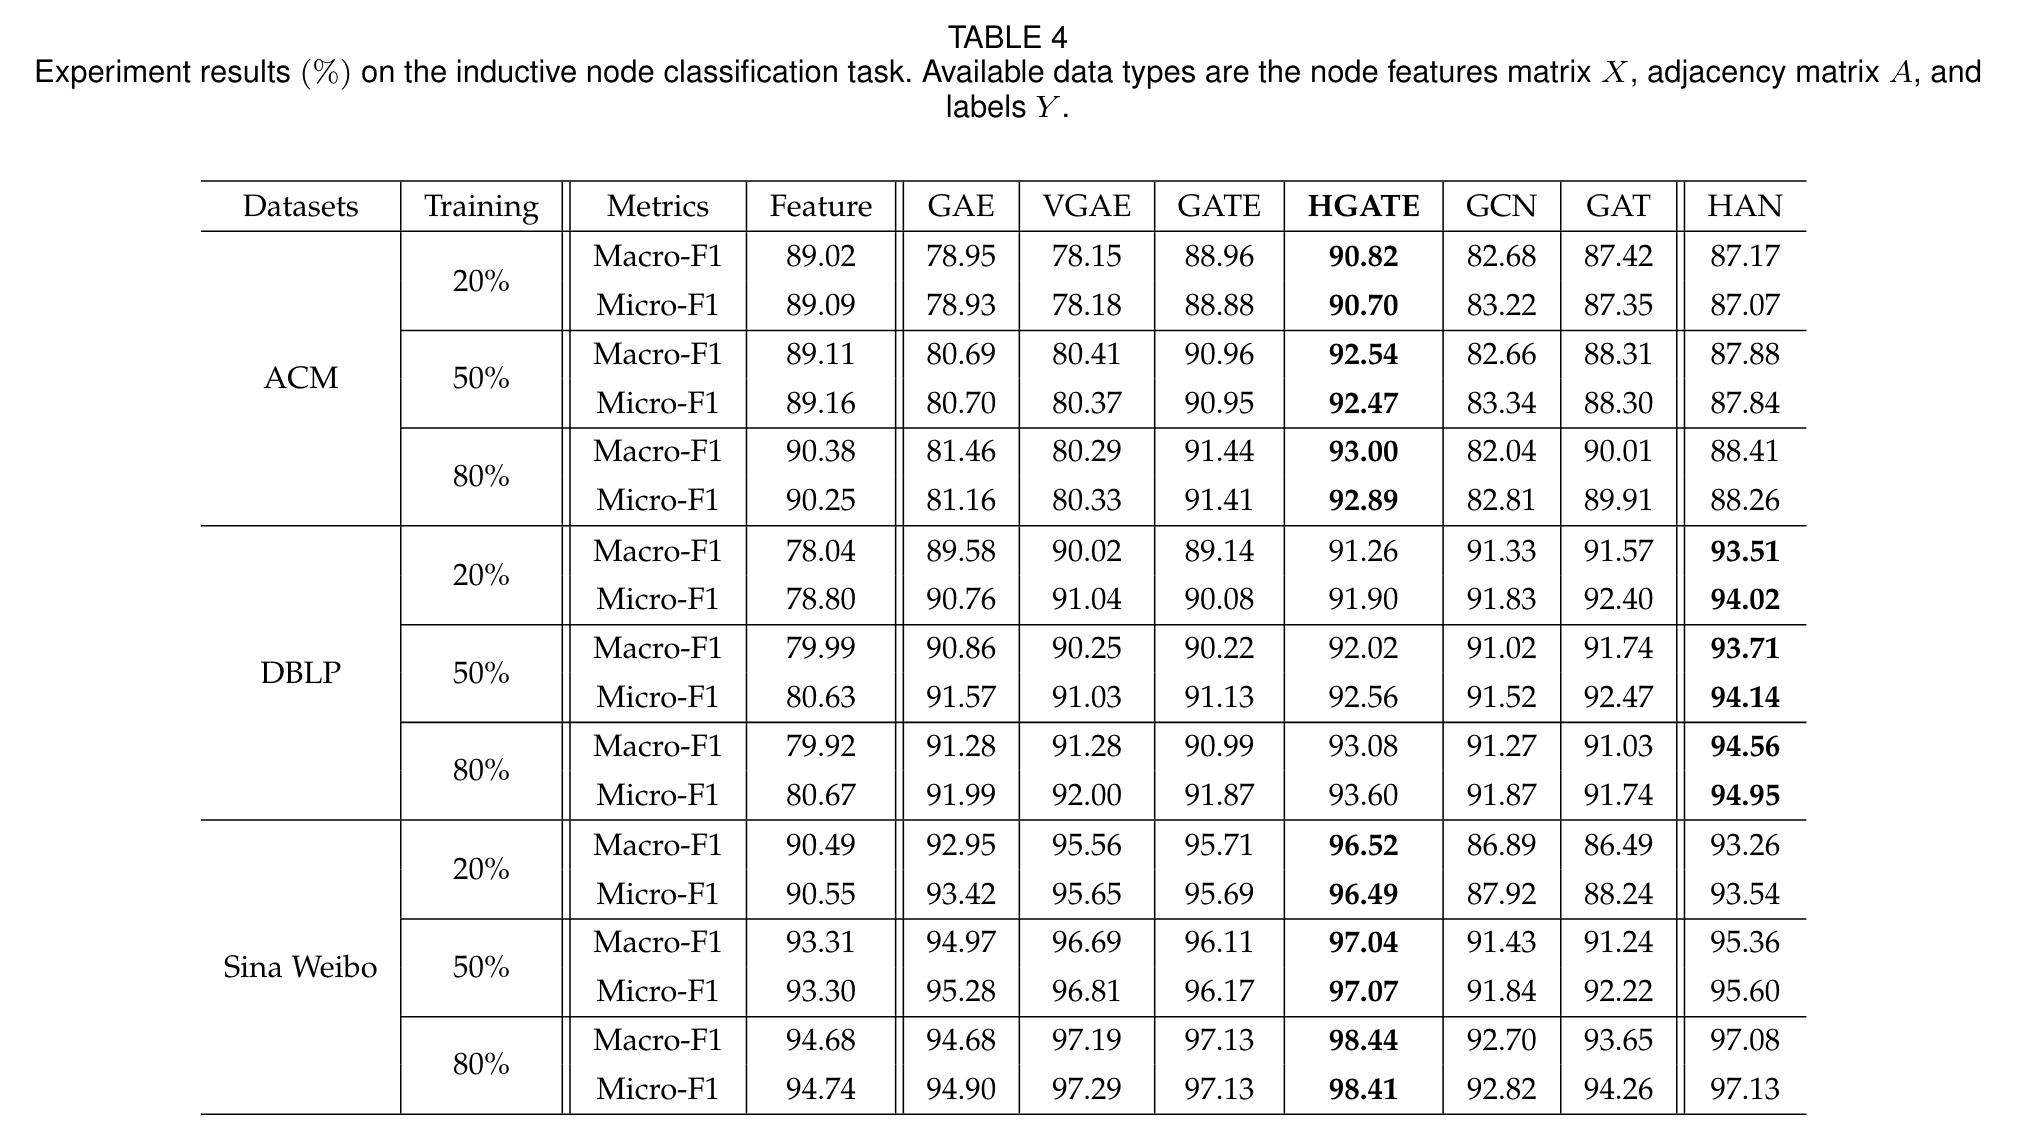 TABLE 4
Experiment results (%) on the inductive node classification task. Available data types are the node features matrix X, adjacency matrix A, and
labels Y.
Datasets Training Metrics Feature GAE VGAE GATE HGATE GCN GAT HAN
ACM 20% Macro-F1 89.02 78.95 78.15 88.96 90.82 82.68 87.42 87.17
Micro-F1 89.09 78.93 78.18 88.88 90.70 83.22 87.35 87.07
50% Macro-F1 89.11 80.69 80.41 90.96 92.54 82.66 88.31 87.88
Micro-F1 89.16 80.70 80.37 90.95 92.47 83.34 88.30 87.84
80% Macro-F1 90.38 81.46 80.29 91.44 93.00 82.04 90.01 88.41
Micro-F1 90.25 81.16 80.33 91.41 92.89 82.81 89.91 88.26
DBLP 20% Macro-F1 78.04 89.58 90.02 89.14 91.26 91.33 91.57 93.51
Micro-F1 78.80 90.76 91.04 90.08 91.90 91.83 92.40 94.02
50% Macro-F1 79.99 90.86 90.25 90.22 92.02 91.02 91.74 93.71
Micro-F1 80.63 91.57 91.03 91.13 92.56 91.52 92.47 94.14
80% Macro-F1 79.92 91.28 91.28 90.99 93.08 91.27 91.03 94.56
Micro-F1 80.67 91.99 92.00 91.87 93.60 91.87 91.74 94.95
Sina Weibo 20% Macro-F1 90.49 92.95 95.56 95.71 96.52 86.89 86.49 93.26
Micro-F1 90.55 93.42 95.65 95.69 96.49 87.92 88.24 93.54
50% Macro-F1 93.31 94.97 96.69 96.11 97.04 91.43 91.24 95.36
Micro-F1 93.30 95.28 96.81 96.17 97.07 91.84 92.22 95.60
80% Macro-F1 94.68 94.68 97.19 97.13 98.44 92.70 93.65 97.08
Micro-F1 94.74 94.90 97.29 97.13 98.41 92.82 94.26 97.13